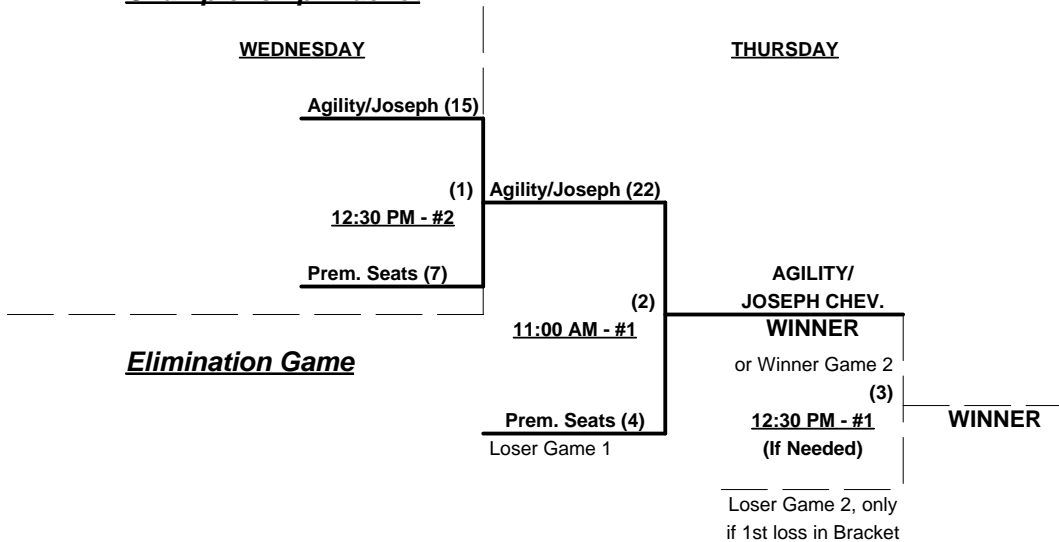 WEDNESDAY
THURSDAY
Agility/Joseph (15)
(1)
Agility/Joseph (22)
12:30 PM - #2
Prem. Seats (7)
AGILITY/
(2)
JOSEPH CHEV.
11:00 AM - #1
WINNER
Elimination Game
or Winner Game 2
(3)
Prem. Seats (4)
12:30 PM - #1
WINNER
Loser Game 1
(If Needed)
Loser Game 2, only
if 1st loss in Bracket